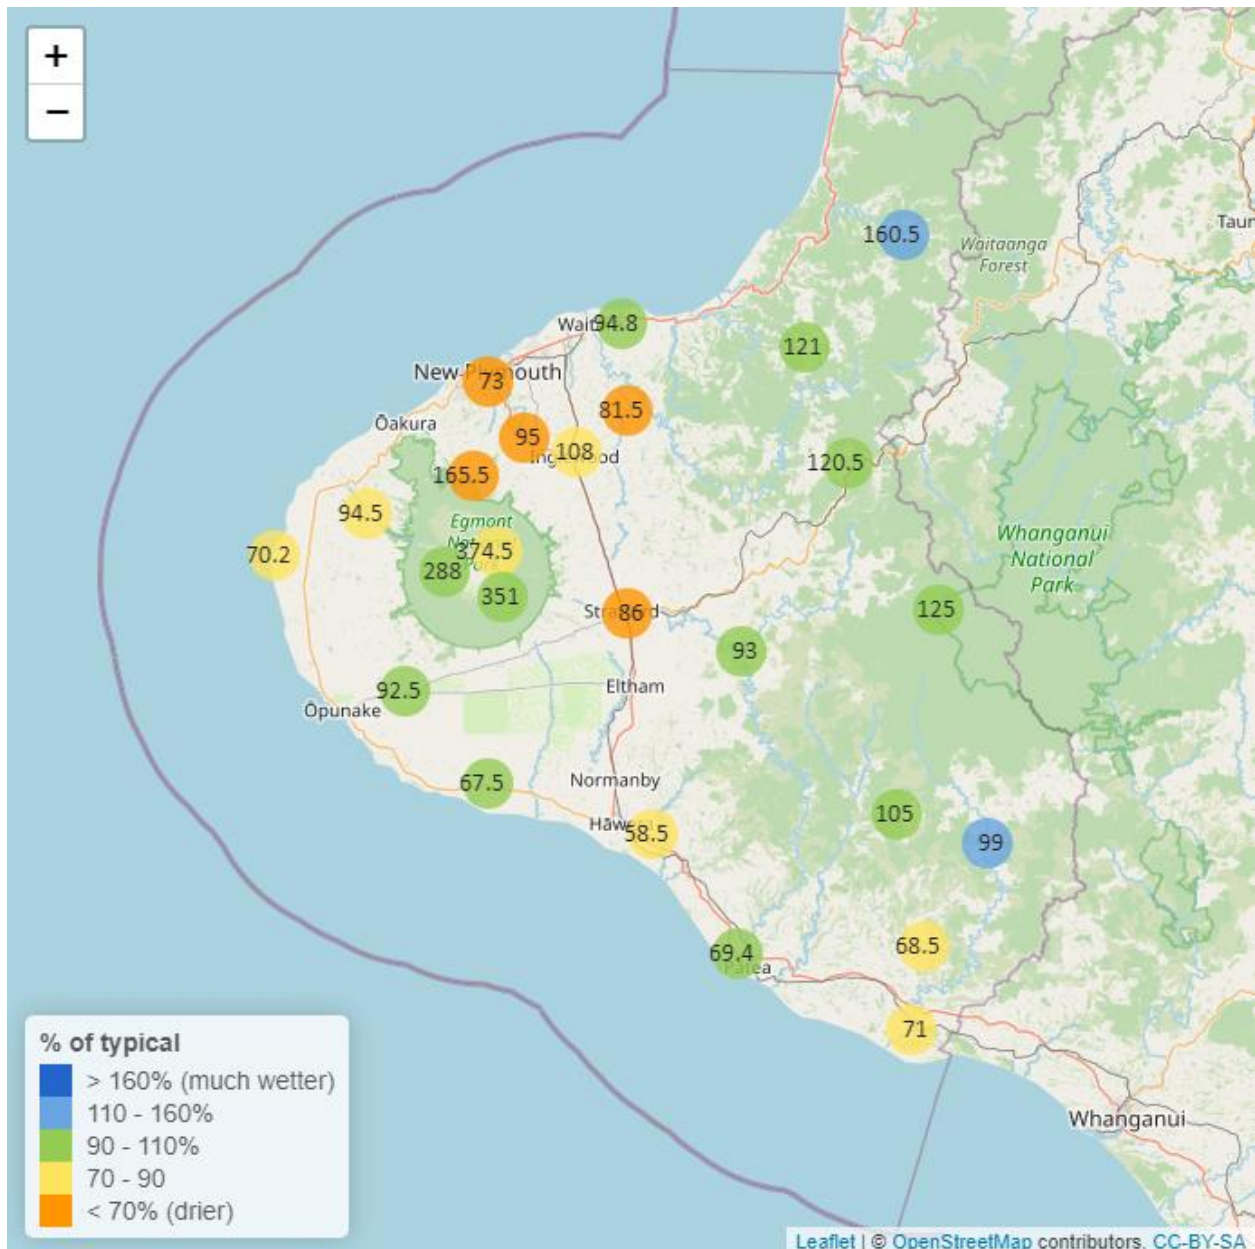 +
−
160.5
Waitaanga
Forest
Taur
94.8
121
New Plymouth
73
81.5
Ōakura
95
108
120.5
165.5
94.5
Egmont
374.5
70.2
288
351
Whanganui
National
Park
125
86
93
92.5
Eltham
Ōpunake
67.5
Normanby
58.5
105
99
68.5
69.4
71
Whanganui
% of typical
> 160% (much wetter)
110 - 160%
90 - 110%
70 - 90
< 70% (drier)
Leaflet | © OpenStreetMap contributors, CC-BY-SA